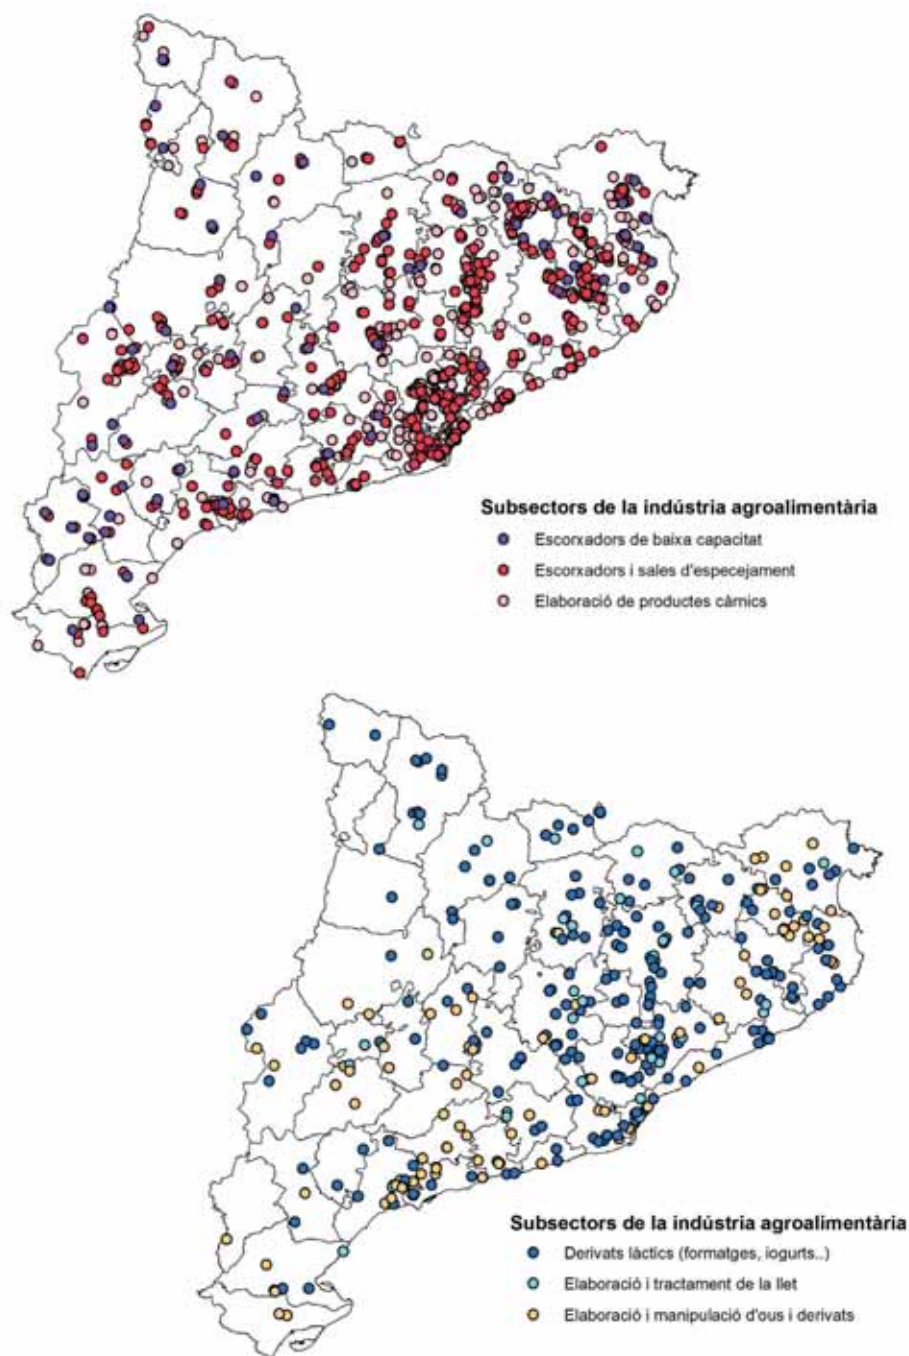 Subsectors de la indústria agroalimentària
Escorxadors de baixa capacitat
Escorxadors i sales d'especejament
Elaboració de productes càrnics
Subsectors de la indústria agroalimentària
Derivats làctics (formatges, iogurts..)
Elaboració i tractament de la llet
Elaboració i manipulació d'ous i derivats